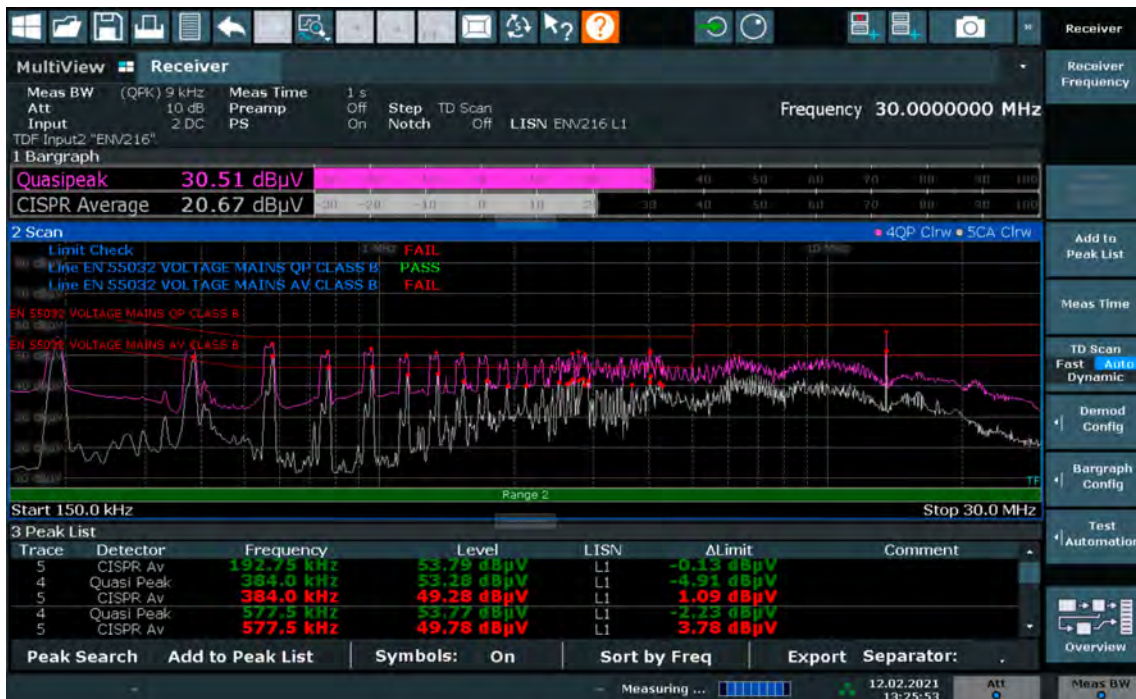 Receiver
MultiView Receiver
Receiver Frequency
Meas BW (QPK) 9 kHz Meas Time 1 s
Att 10 dB Preamp Off Step TD Scan
Input 2 DC PS On Notch Off LISN ENV216 L1
Frequency 30.0000000 MHz
TDF Input2 "ENV216"
1 Bargraph
Quasipeak 30.51 dBµV
CISPR Average 20.67 dBµV
2 Scan 4QP Clrw 5CA Clrw
Limit Check FAIL
Line EN 55032 VOLTAGE MAINS QP CLASS B PASS
Line EN 55032 VOLTAGE MAINS AV CLASS B FAIL
EN 55032 VOLTAGE MAINS QP CLASS B
EN 55032 VOLTAGE MAINS AV CLASS B
TF
Range 2
Start 150.0 kHz Stop 30.0 MHz
Add to Peak List
Meas Time
TD Scan
Fast Auto
Dynamic
Demod Config
Bargraph Config
Test Automation
Overview
3 Peak List
Trace Detector Frequency Level LISN ΔLimit Comment
5 CISPR Av 192.75 kHz 53.79 dBµV L1 -0.13 dBµV
4 Quasi Peak 384.0 kHz 53.28 dBµV L1 -4.91 dBµV
5 CISPR Av 384.0 kHz 49.28 dBµV L1 1.09 dBµV
4 Quasi Peak 577.5 kHz 53.77 dBµV L1 -2.23 dBµV
5 CISPR Av 577.5 kHz 49.78 dBµV L1 3.78 dBµV
Peak Search Add to Peak List Symbols: On Sort by Freq Export Separator: .
Measuring ... 12.02.2021
13:25:53
Att
Meas BW